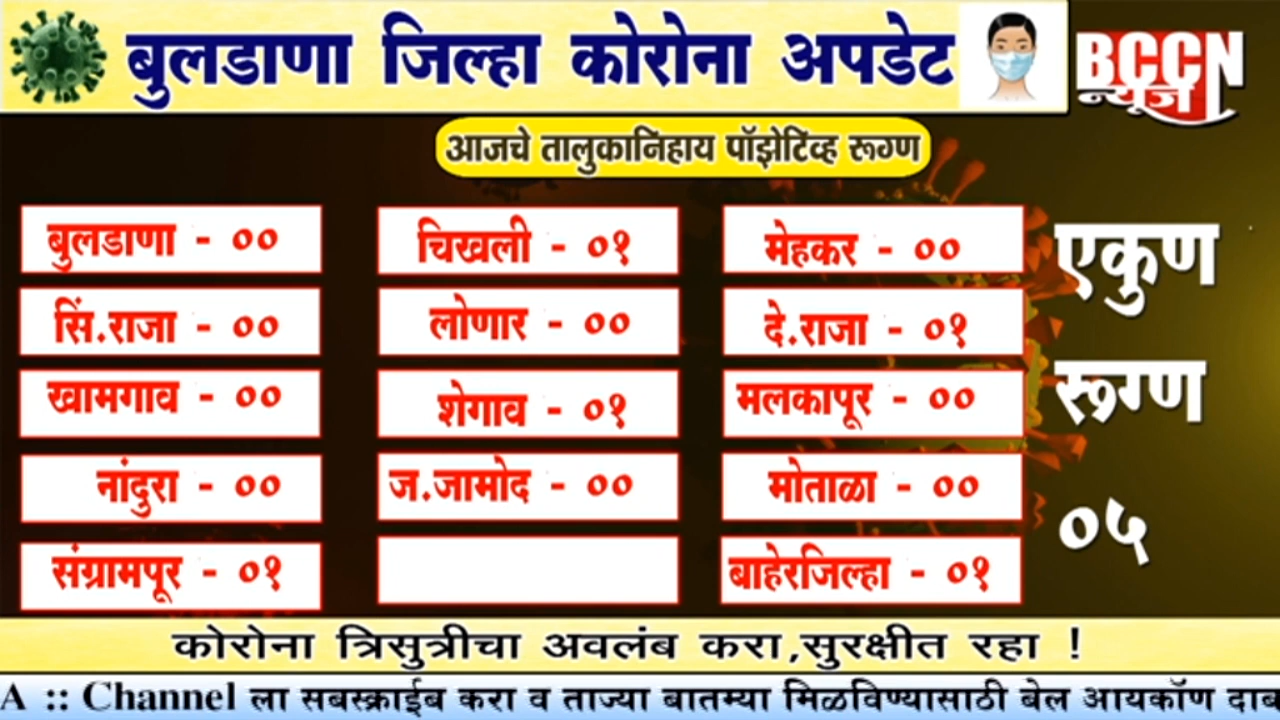 बुलडाणा जिल्हा कोरोना अपडेट
BCCN
न्यूज
आजचे तालुकानिहाय पॉझेटिव्ह रूग्ण
बुलडाणा - ००
चिखली - ०१
मेहकर - ००
सिं.राजा - ००
लोणार - ००
दे.राजा - ०१
खामगाव - ००
शेगाव - ०१
मलकापूर - ००
नांदुरा - ००
ज.जामोद - ००
मोताळा - ००
संग्रामपूर - ०१
बाहेरजिल्हा - ०१
एकुण
रूग्ण
०५
कोरोना त्रिसुत्रीचा अवलंब करा,सुरक्षीत रहा !
A :: Channel ला सबस्क्राईब करा व ताज्या बातम्या मिळविण्यासाठी बेल आयकॉण दाब